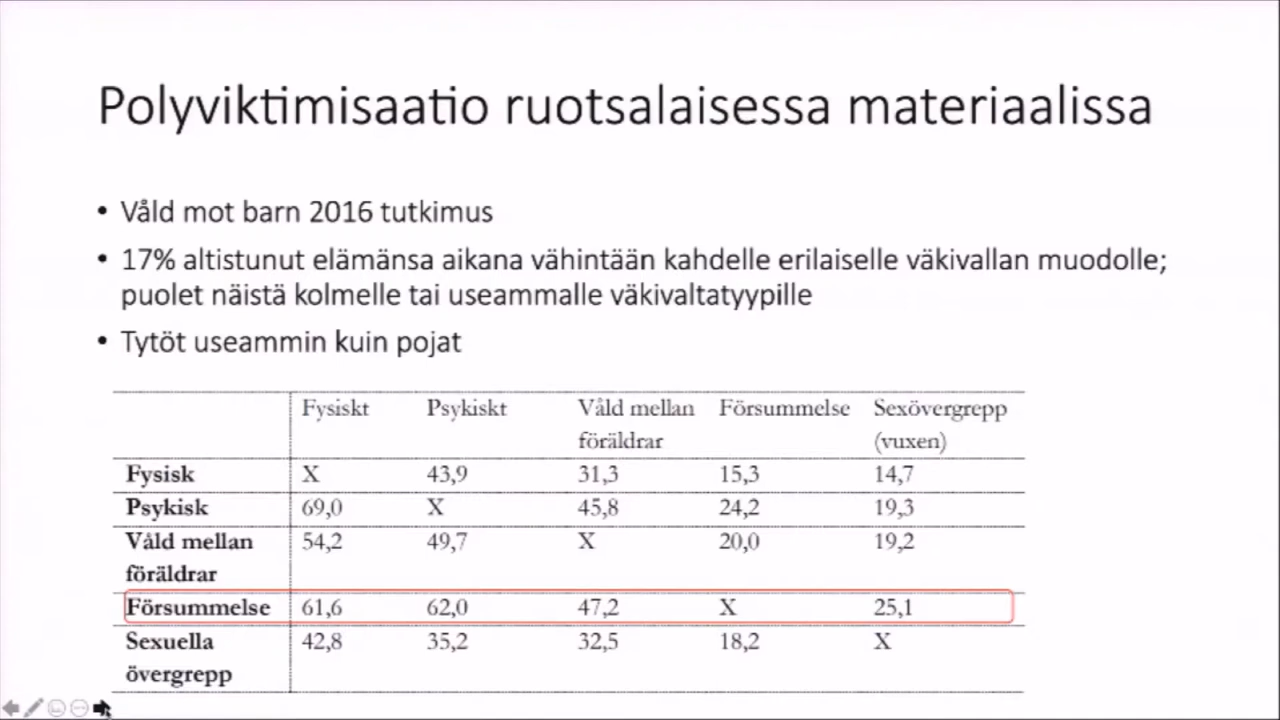 Polyviktimisaatio ruotsalaisessa materiaalissa
• Våld mot barn 2016 tutkimus
• 17% altistunut elämänsa aikana vähintään kahdelle erilaiselle väkivallan muodolle;
puolet näistä kolmelle tai useammalle väkivaltatyypille
• Tytöt useammin kuin pojat
Fysiskt Psykiskt Våld mellan föräldrar Försummelse Sexövergrepp (vuxen)
Fysisk X 43,9 31,3 15,3 14,7
Psykisk 69,0 X 45,8 24,2 19,3
Våld mellan föräldrar 54,2 49,7 X 20,0 19,2
Försummelse 61,6 62,0 47,2 X 25,1
Sexuella övergrepp 42,8 35,2 32,5 18,2 X